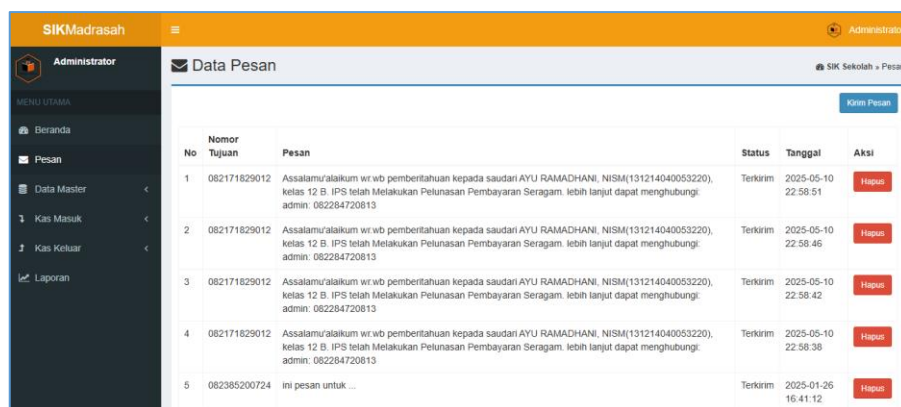 SIKMadrasah
Administrato
Administrator
Data Pesan
SIK Sekolah » Pesa
MENU UTAMA
Kirim Pesan
Beranda
Pesan
Data Master
Kas Masuk
Kas Keluar
Laporan
No Nomor Tujuan Pesan Status Tanggal Aksi
1 082171829012 Assalamu'alaikum wr.wb pemberitahuan kepada saudari AYU RAMADHANI, NISM(131214040053220), Terkirim 2025-05-10 Hapus
kelas 12 B. IPS telah Melakukan Pelunasan Pembayaran Seragam. lebih lanjut dapat menghubungi: 22:58:51
admin: 082284720813
2 082171829012 Assalamu'alaikum wr.wb pemberitahuan kepada saudari AYU RAMADHANI, NISM(131214040053220), Terkirim 2025-05-10 Hapus
kelas 12 B. IPS telah Melakukan Pelunasan Pembayaran Seragam. lebih lanjut dapat menghubungi: 22:58:46
admin: 082284720813
3 082171829012 Assalamu'alaikum wr.wb pemberitahuan kepada saudari AYU RAMADHANI, NISM(131214040053220), Terkirim 2025-05-10 Hapus
kelas 12 B. IPS telah Melakukan Pelunasan Pembayaran Seragam. lebih lanjut dapat menghubungi: 22:58:42
admin: 082284720813
4 082171829012 Assalamu'alaikum wr.wb pemberitahuan kepada saudari AYU RAMADHANI, NISM(131214040053220), Terkirim 2025-05-10 Hapus
kelas 12 B. IPS telah Melakukan Pelunasan Pembayaran Seragam. lebih lanjut dapat menghubungi: 22:58:38
admin: 082284720813
5 082385200724 ini pesan untuk ... Terkirim 2025-01-26 Hapus
16:41:12